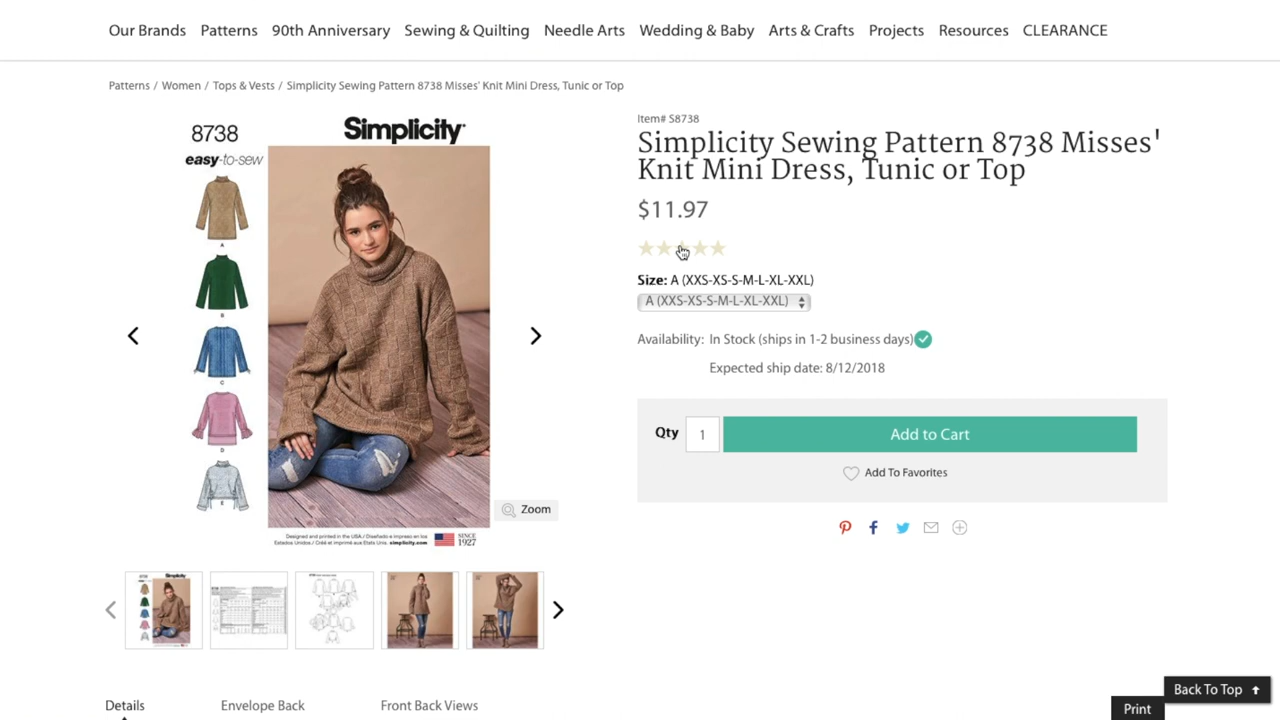 Our Brands Patterns 90th Anniversary Sewing & Quilting Needle Arts Wedding & Baby Arts & Crafts Projects Resources CLEARANCE
Patterns / Women / Tops & Vests / Simplicity Sewing Pattern 8738 Misses' Knit Mini Dress, Tunic or Top
8738
Simplicity
easy-to-sew
A
B
C
D
E
Designed and printed in the USA / Diseñado e impreso en los
Estados Unidos / Créé et imprimé aux Etats Unis. simplicity.com
SINCE
1927
Zoom
8738 Simplicity
Item# S8738
Simplicity Sewing Pattern 8738 Misses'
Knit Mini Dress, Tunic or Top
$11.97
Size: A (XXS-XS-S-M-L-XL-XXL)
A (XXS-XS-S-M-L-XL-XXL)
Availability: In Stock (ships in 1-2 business days)
Expected ship date: 8/12/2018
Qty 1 Add to Cart
Add To Favorites
Details Envelope Back Front Back Views
Back To Top
Print